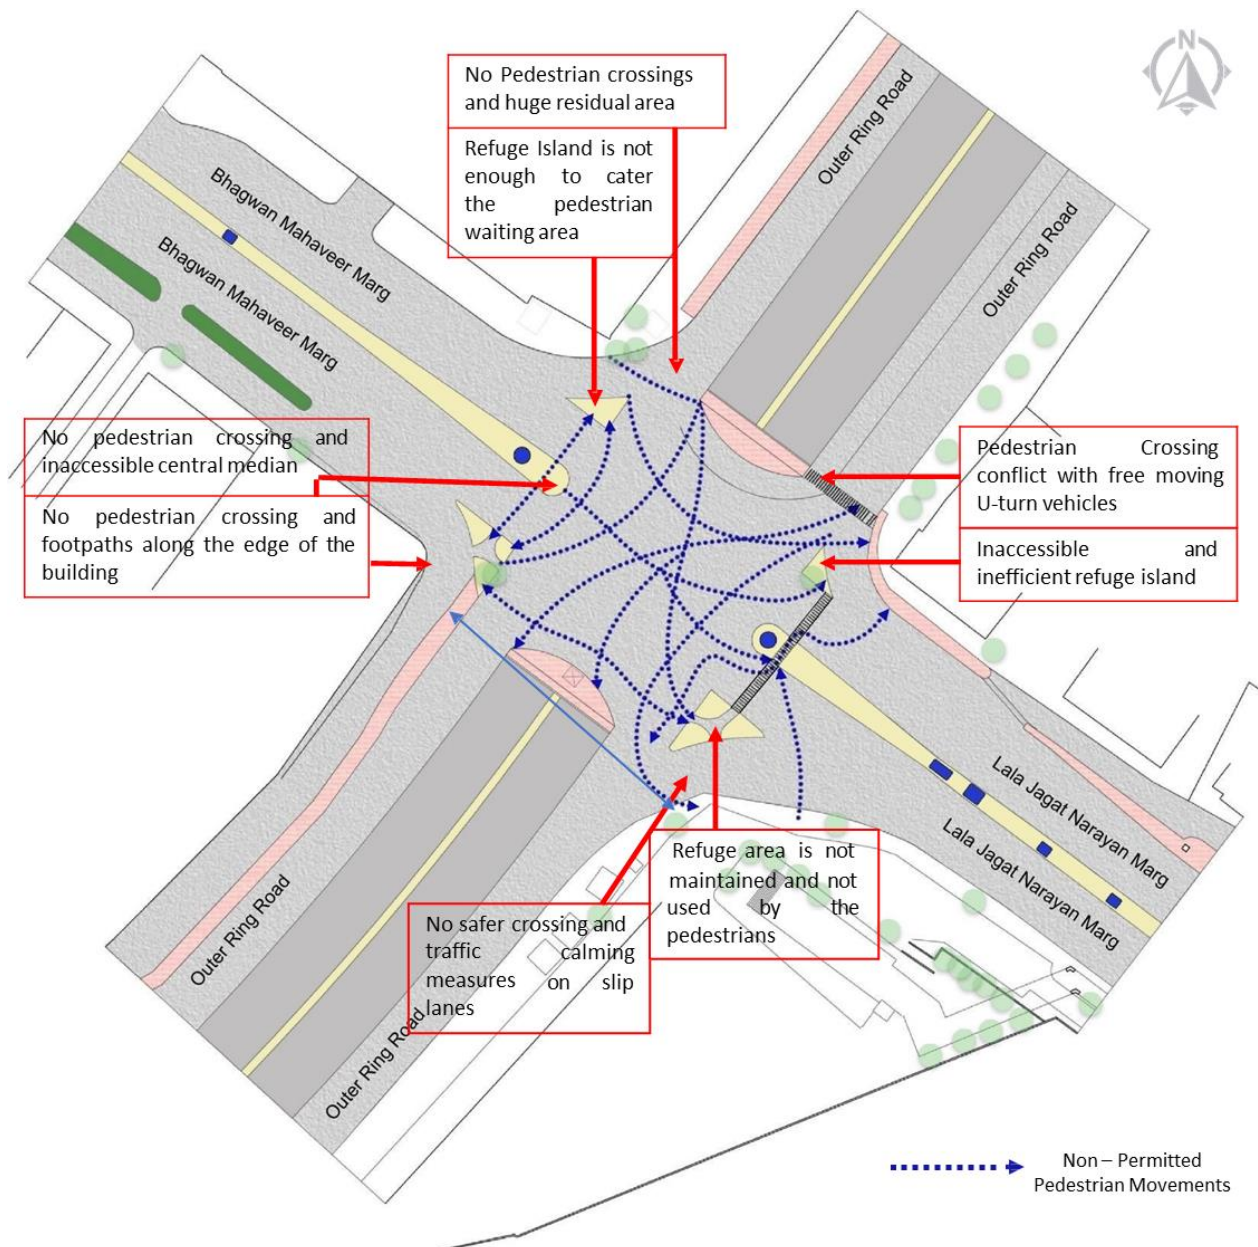 N
No Pedestrian crossings
and huge residual area
Refuge Island is not
enough to cater
the pedestrian
waiting area
Outer Ring Road
Outer Ring Road
Bhagwan Mahaveer Marg
Bhagwan Mahaveer Marg
No pedestrian crossing and
inaccessible central median
No pedestrian crossing and
footpaths along the edge of the
building
Pedestrian Crossing
conflict with free moving
U-turn vehicles
Inaccessible and
inefficient refuge island
Lala Jagat Narayan Marg
Lala Jagat Narayan Marg
Refuge area is not
maintained and not
used by the
pedestrians
No safer crossing and
traffic calming
measures on slip
lanes
Outer Ring Road
Outer Ring Road
Non – Permitted
Pedestrian Movements